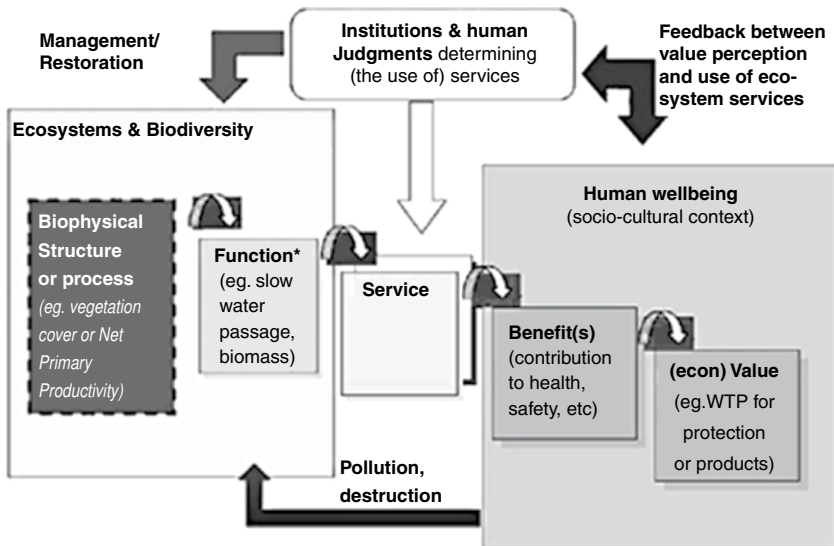 Management/
Restoration
Institutions & human
Judgments determining
(the use of) services
Feedback between
value perception
and use of eco-
system services
Ecosystems & Biodiversity
Biophysical
Structure
or process
(eg. vegetation
cover or Net
Primary
Productivity)
Function*
(eg. slow
water
passage,
biomass)
Service
Human wellbeing
(socio-cultural context)
Benefit(s)
(contribution
to health,
safety, etc)
(econ) Value
(eg.WTP for
protection
or products)
Pollution,
destruction